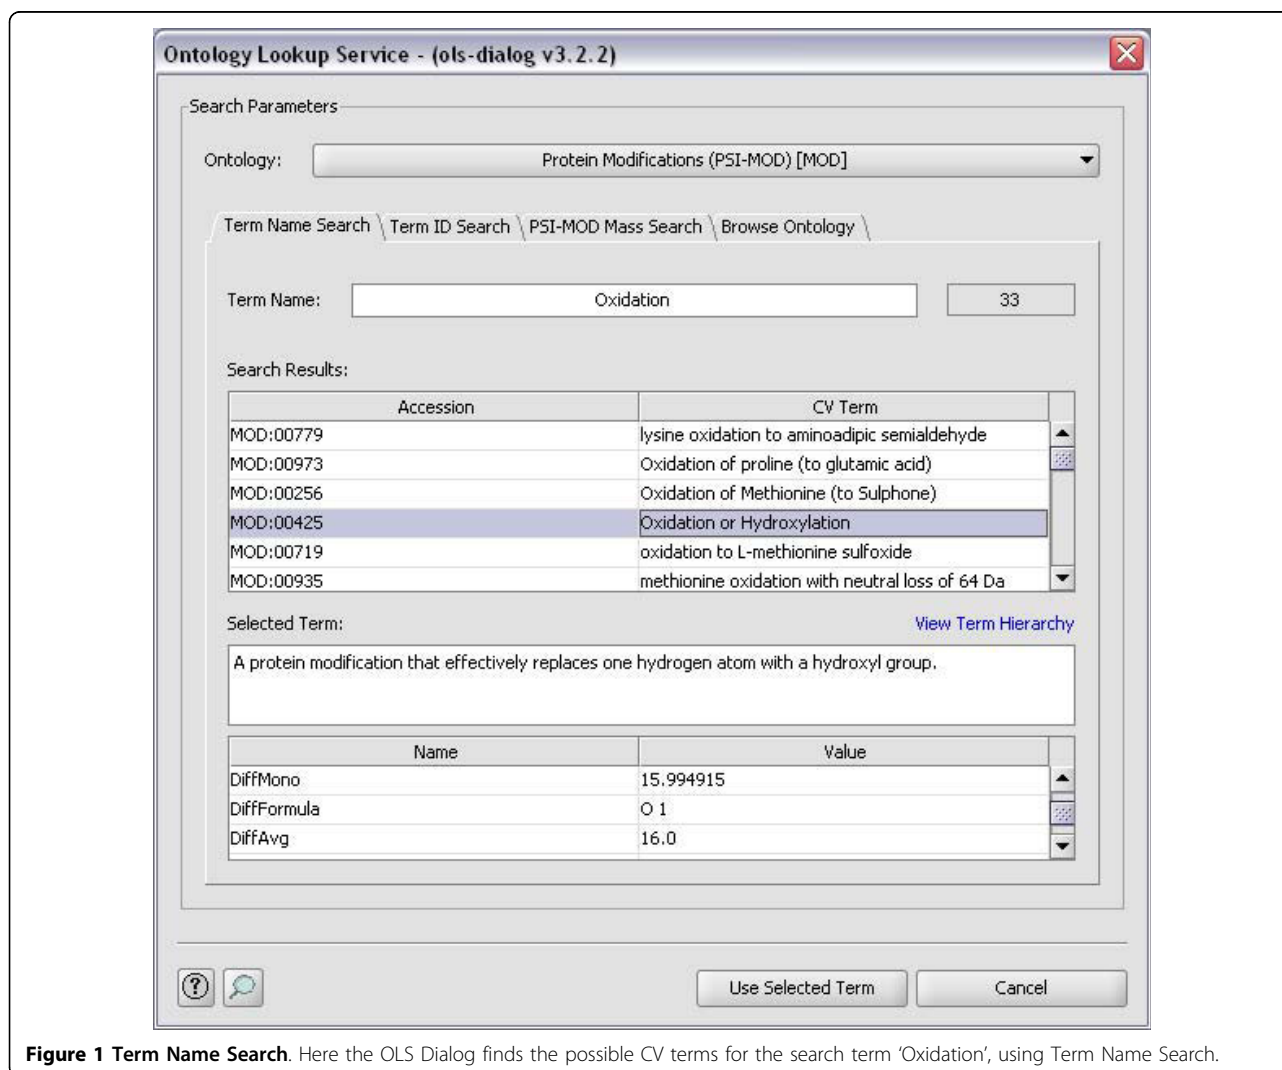 Ontology Lookup Service - (ols-dialog v3.2.2)
Search Parameters
Ontology: Protein Modifications (PSI-MOD) [MOD]
Term Name Search Term ID Search PSI-MOD Mass Search Browse Ontology
Term Name: Oxidation 33
Search Results:
Accession CV Term
MOD:00779 lysine oxidation to aminoadipic semialdehyde
MOD:00973 Oxidation of proline (to glutamic acid)
MOD:00256 Oxidation of Methionine (to Sulphone)
MOD:00425 Oxidation or Hydroxylation
MOD:00719 oxidation to L-methionine sulfoxide
MOD:00935 methionine oxidation with neutral loss of 64 Da
Selected Term: View Term Hierarchy
A protein modification that effectively replaces one hydrogen atom with a hydroxyl group.
Name Value
DiffMono 15.994915
DiffFormula O 1
DiffAvg 16.0
? Use Selected Term Cancel
Figure 1 Term Name Search. Here the OLS Dialog finds the possible CV terms for the search term ‘Oxidation’, using Term Name Search.